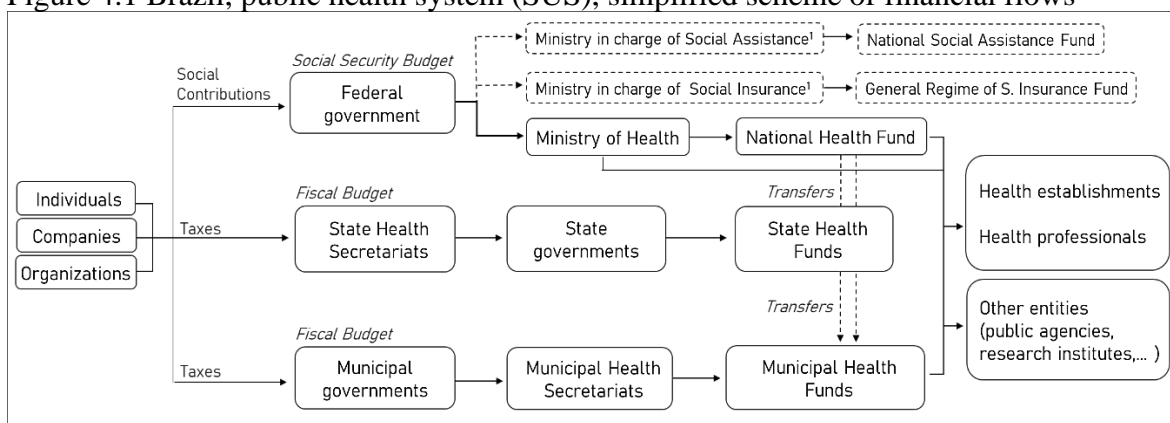 Figure 4.1 Brazil, public health system (SUS), simplified scheme of financial flows
Ministry in charge of Social Assistance¹
National Social Assistance Fund
Social Security Budget
Social
Contributions
Federal
government
Ministry in charge of Social Insurance¹
General Regime of S. Insurance Fund
Ministry of Health
National Health Fund
Individuals
Companies
Organizations
Fiscal Budget
Taxes
State Health
Secretariats
State
governments
Transfers
State Health
Funds
Health establishments
Health professionals
Transfers
Fiscal Budget
Taxes
Municipal
governments
Municipal Health
Secretariats
Municipal Health
Funds
Other entities
(public agencies,
research institutes,... )